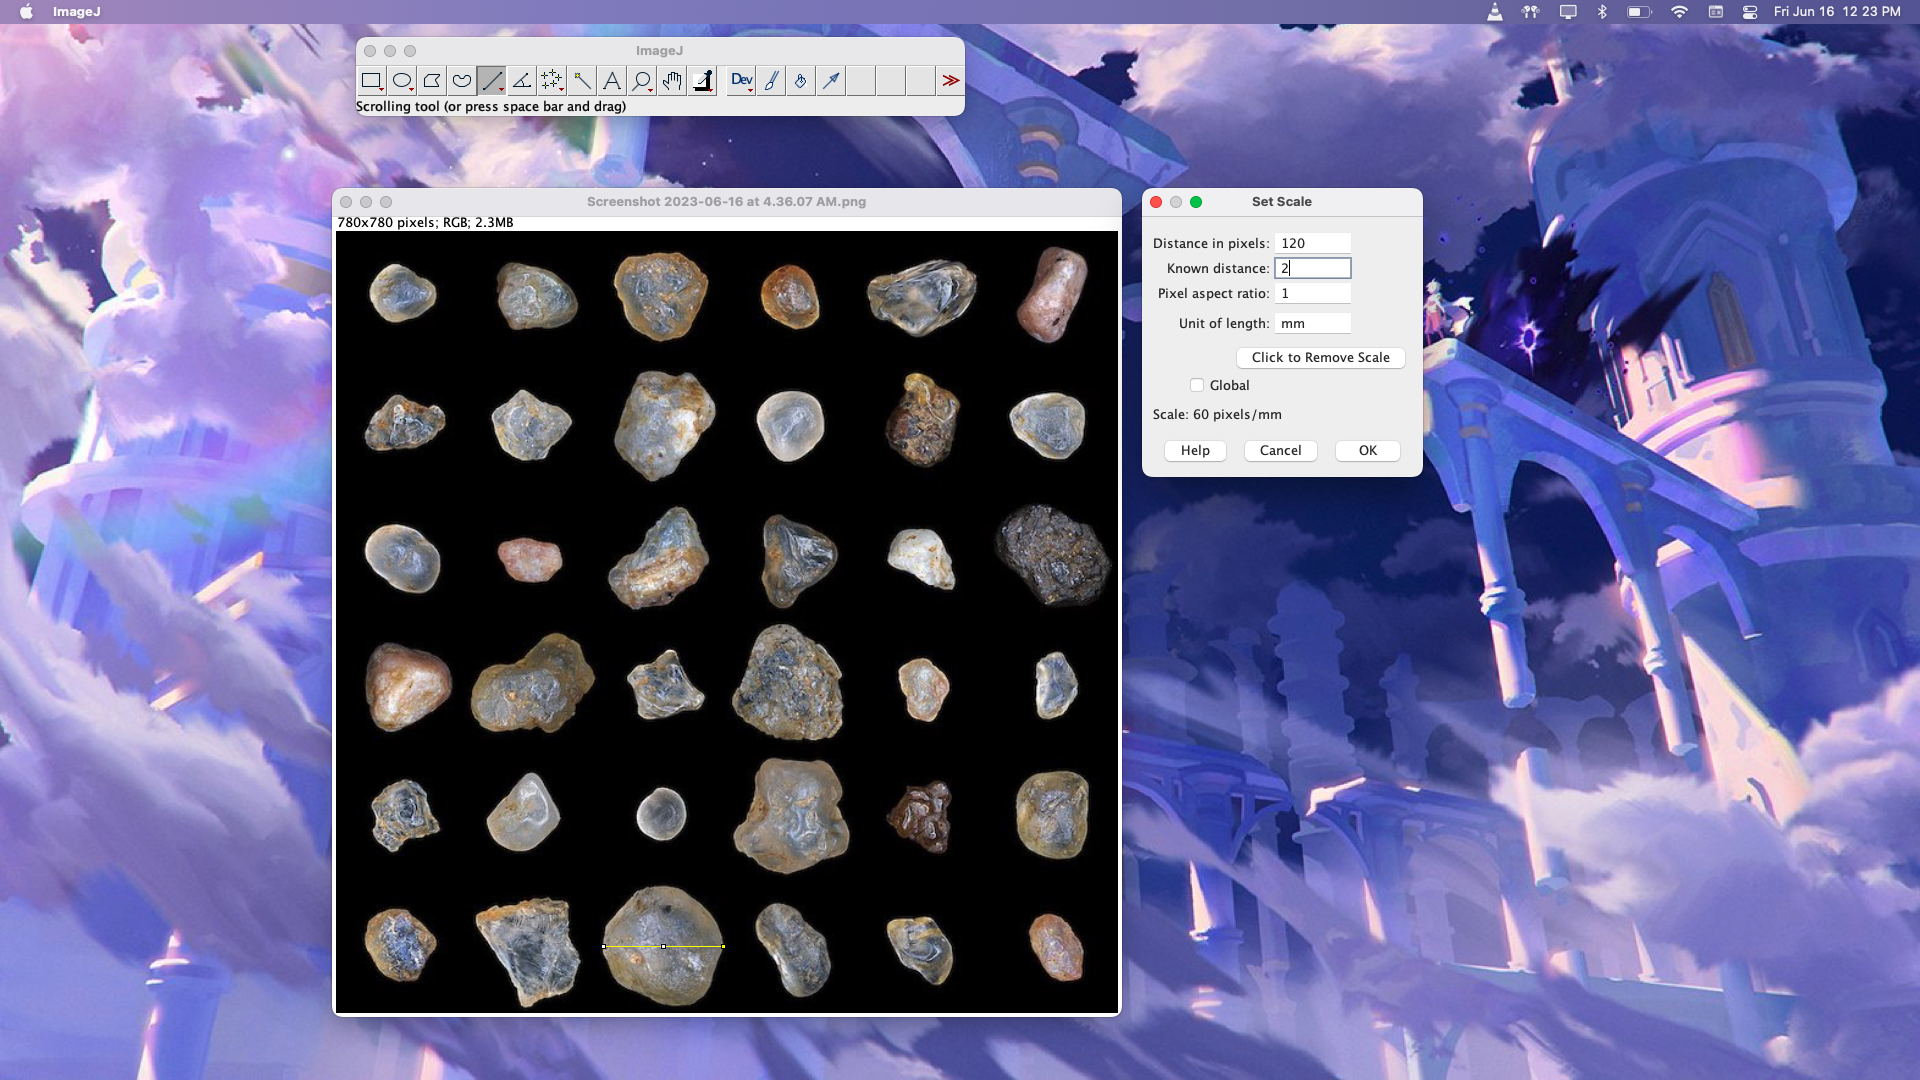 ImageJ
Fri Jun 16 12 23 PM
ImageJ
A
Dev
Scrolling tool (or press space bar and drag)
Screenshot 2023-06-16 at 4.36.07 AM.png
780x780 pixels; RGB; 2.3MB
Set Scale
Distance in pixels: 120
Known distance: 2
Pixel aspect ratio: 1
Unit of length: mm
Click to Remove Scale
Global
Scale: 60 pixels/mm
Help Cancel OK